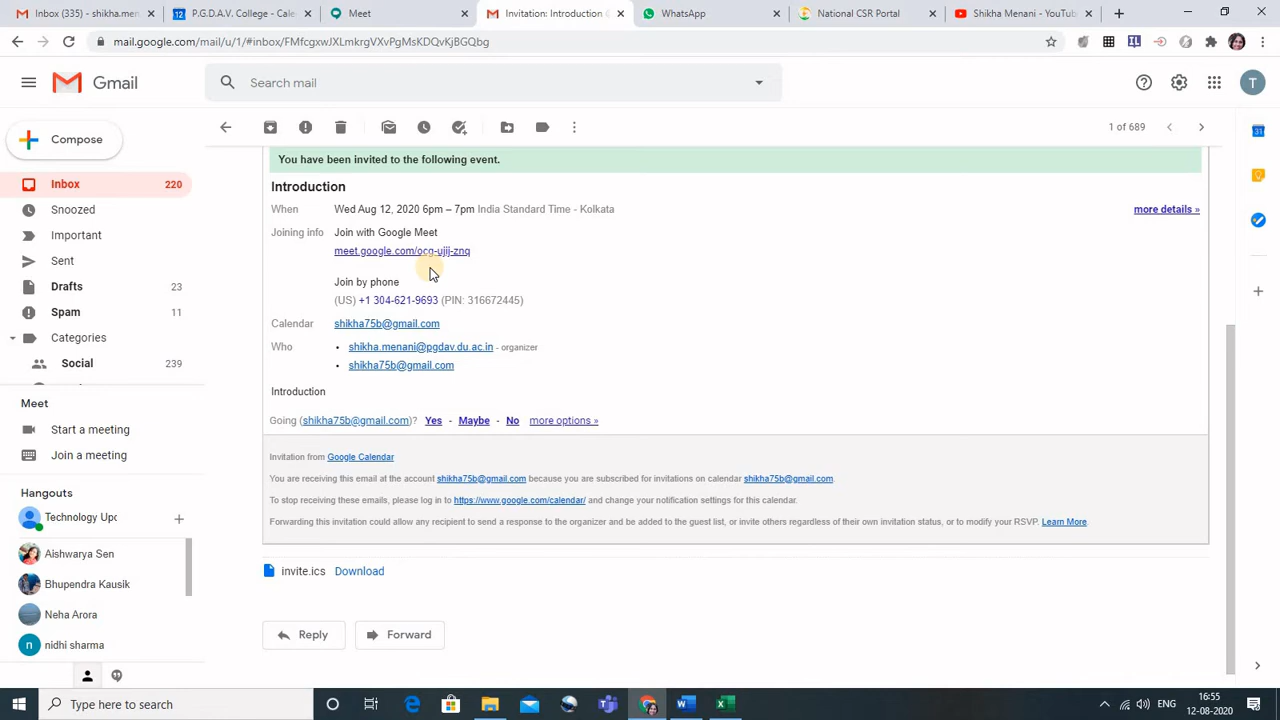 Inbox (335) - shikha.men
P.G.D.A.V. College - Calen
Meet
Invitation: Introduction
WhatsApp
National CSR Portal
Shikha Menani - YouTub
mail.google.com/mail/u/1/#inbox/FMfcgxwJXLmkrgVXvPgMsKDQvKjBGQbg
Gmail
Search mail
T
Compose
1 of 689
Inbox 220
Snoozed
Important
Sent
Drafts 23
Spam 11
Categories
Social 239
Meet
Start a meeting
Join a meeting
Hangouts
Technology Upd
Aishwarya Sen
Bhupendra Kausik
Neha Arora
n nidhi sharma
You have been invited to the following event.
Introduction
When Wed Aug 12, 2020 6pm – 7pm India Standard Time - Kolkata
more details »
Joining info Join with Google Meet
meet.google.com/ocg-ujij-znq
Join by phone
(US) +1 304-621-9693 (PIN: 316672445)
Calendar shikha75b@gmail.com
Who • shikha.menani@pgdav.du.ac.in - organizer
• shikha75b@gmail.com
Introduction
Going (shikha75b@gmail.com)? Yes - Maybe - No more options »
Invitation from Google Calendar
You are receiving this email at the account shikha75b@gmail.com because you are subscribed for invitations on calendar shikha75b@gmail.com.
To stop receiving these emails, please log in to https://www.google.com/calendar/ and change your notification settings for this calendar.
Forwarding this invitation could allow any recipient to send a response to the organizer and be added to the guest list, or invite others regardless of their own invitation status, or to modify your RSVP. Learn More.
invite.ics Download
Reply
Forward
Type here to search
ENG
16:55
12-08-2020